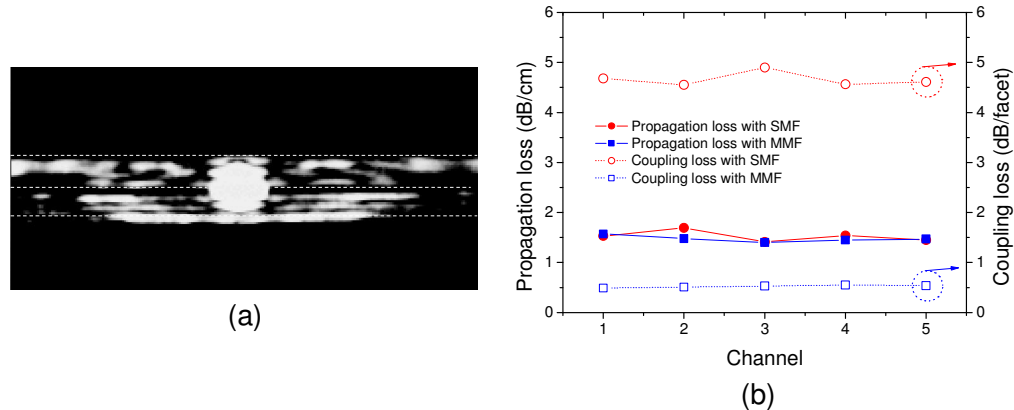 (a)
(b)
6
5
4
3
2
1
0
Propagation loss (dB/cm)
Propagation loss with SMF
Propagation loss with MMF
Coupling loss with SMF
Coupling loss with MMF
6
5
4
3
2
1
0
Coupling loss (dB/facet)
1 2 3 4 5
Channel